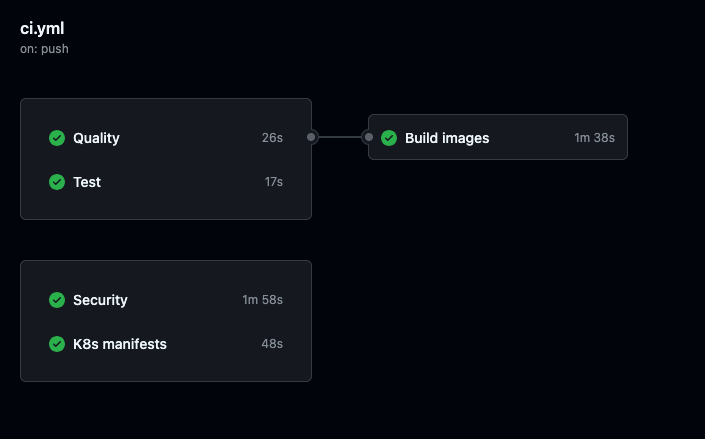 ci.yml
on: push
Quality 26s
Test 17s
Build images 1m 38s
Security 1m 58s
K8s manifests 48s